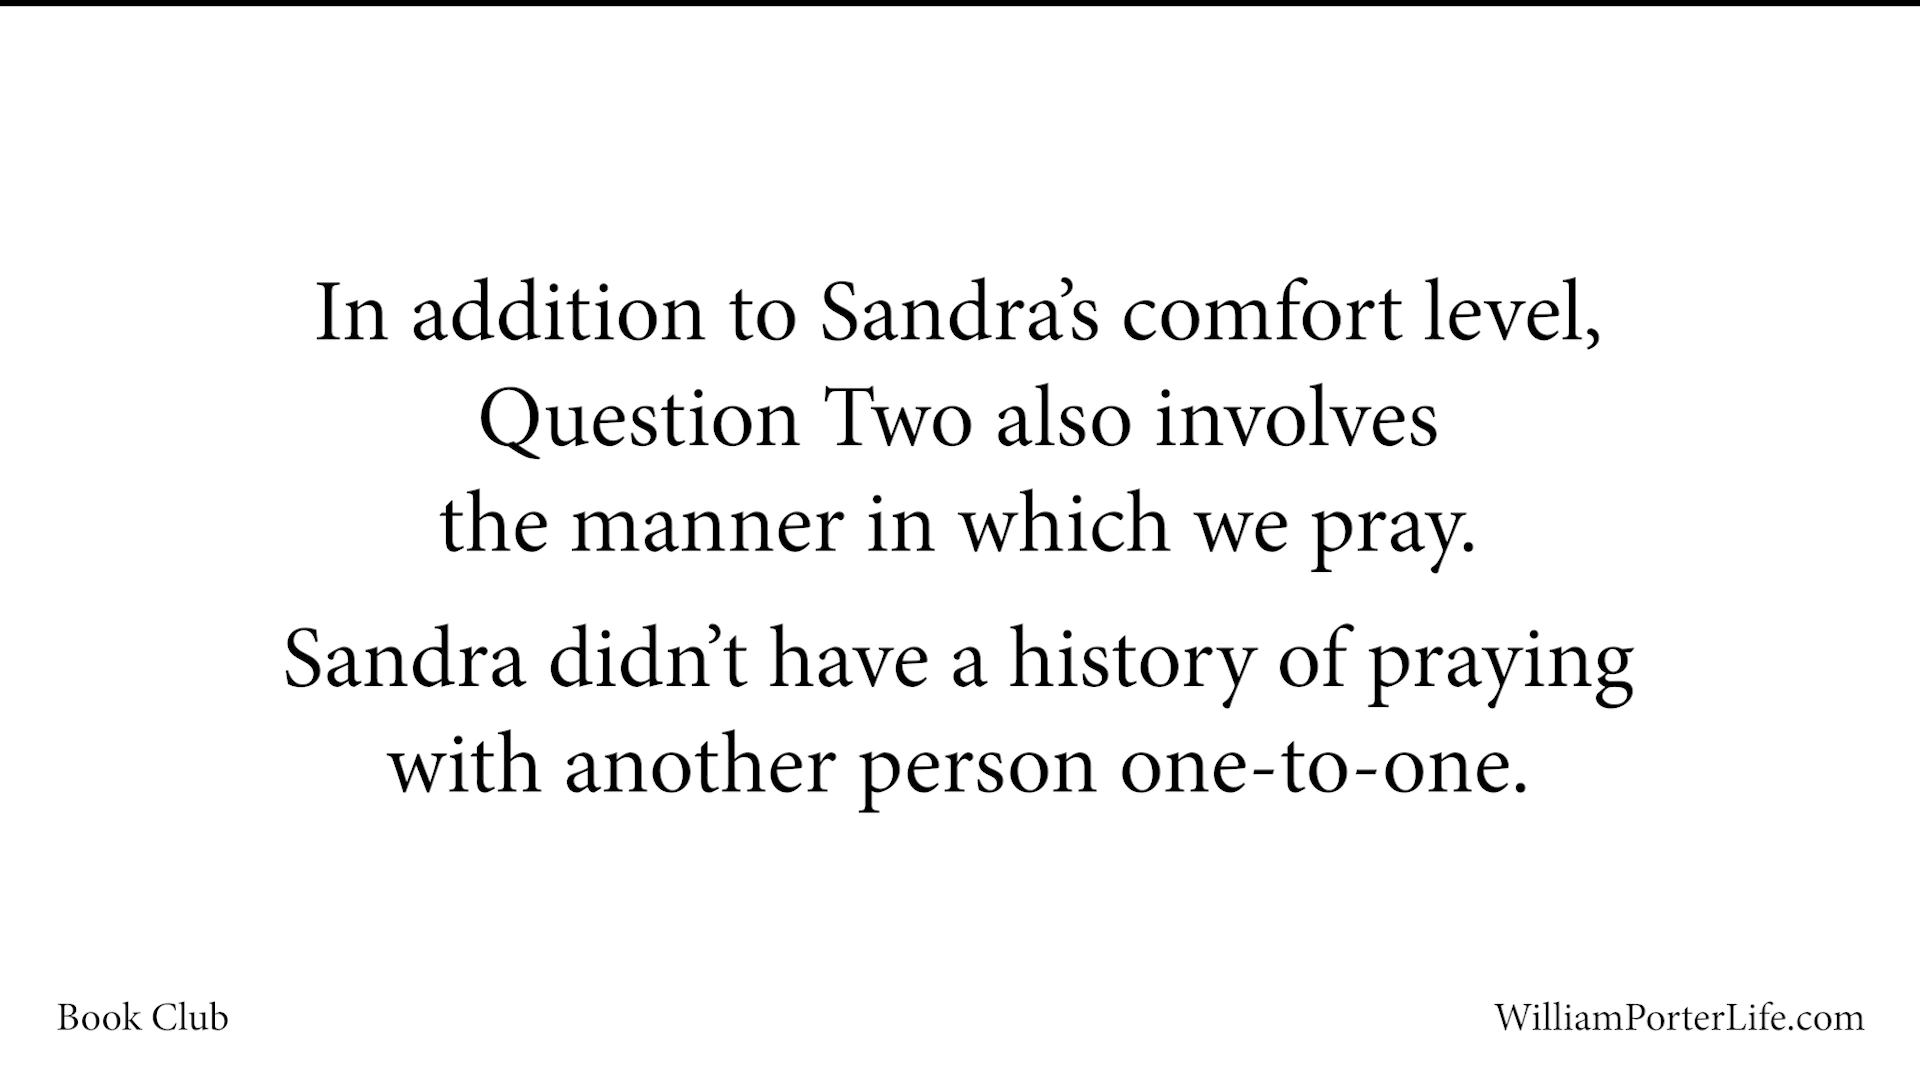 In addition to Sandra’s comfort level,
Question Two also involves
the manner in which we pray.
Sandra didn’t have a history of praying
with another person one-to-one.
Book Club
WilliamPorterLife.com